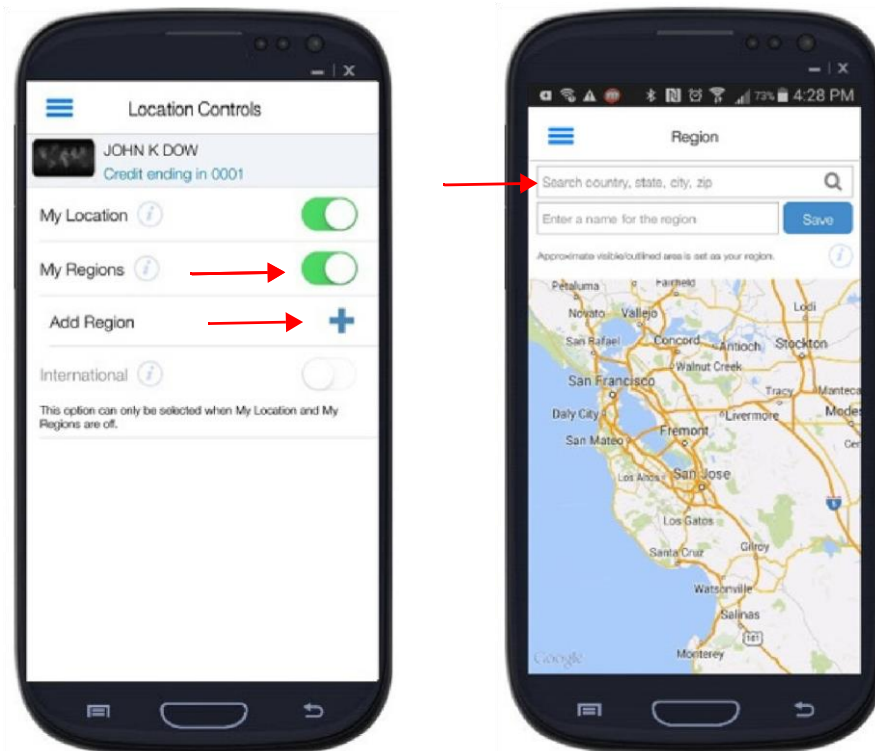 Location Controls
JOHN K DOW
Credit ending in 0001
My Location i
My Regions i
Add Region
International i
This option can only be selected when My Location and My
Regions are off.
73% 4:28 PM
Region
Search country, state, city, zip
Enter a name for the region
Save
Approximate visible/outlined area is set as your region. i
Petaluma
Fairfield
Novato
Vallejo
Lodi
San Rafael
Concord
Antioch
Stockton
Walnut Creek
San Francisco
Tracy
Manteca
Daly City
Livermore
Mode
Fremont
San Mateo
Cer
Los Altos
San Jose
5
Los Gatos
Santa Cruz
Gilroy
Watsonville
Salinas
101
Monterey
Google